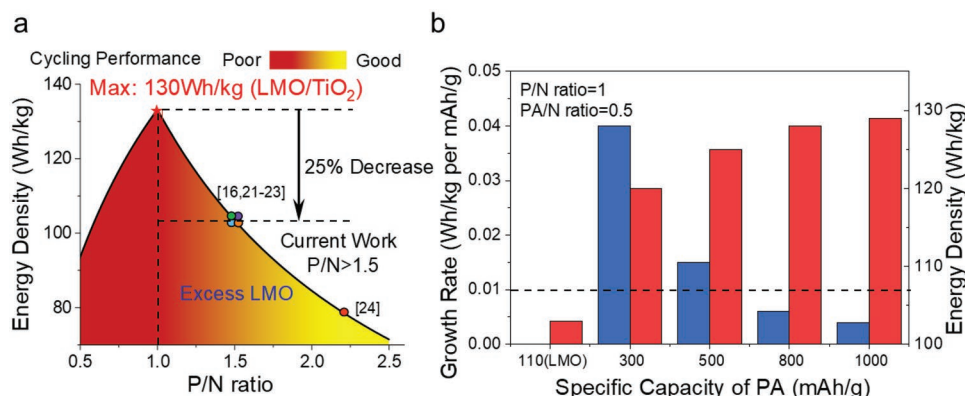 a
Cycling Performance Poor Good
Max: 130Wh/kg (LMO/TiO₂)
Energy Density (Wh/kg)
140
120
100
80
25% Decrease
[16,21-23]
Current Work
P/N>1.5
Excess LMO
[24]
0.5 1.0 1.5 2.0 2.5
P/N ratio
b
Growth Rate (Wh/kg per mAh/g)
0.05
0.04
0.03
0.02
0.01
0.00
P/N ratio=1
PA/N ratio=0.5
130
120
110
100
Energy Density (Wh/kg)
110(LMO) 300 500 800 1000
Specific Capacity of PA (mAh/g)